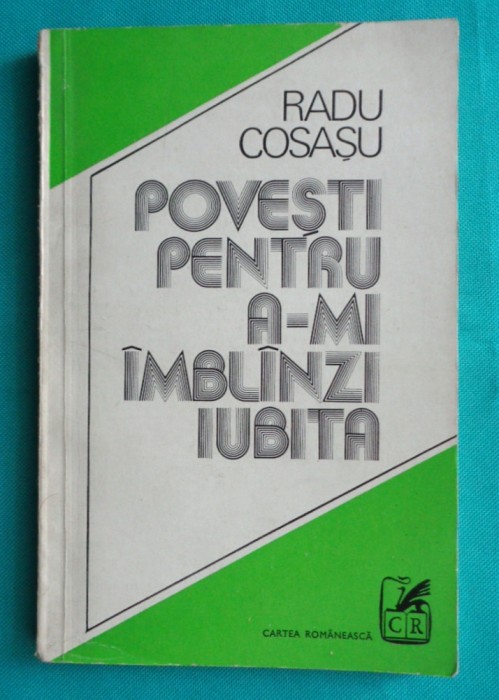 RADU
COSAȘU
POVEȘTI
PENTRU
A-MI
ÎMBLÎNZI
IUBITA
CARTEA ROMÂNEASCĂ
CR